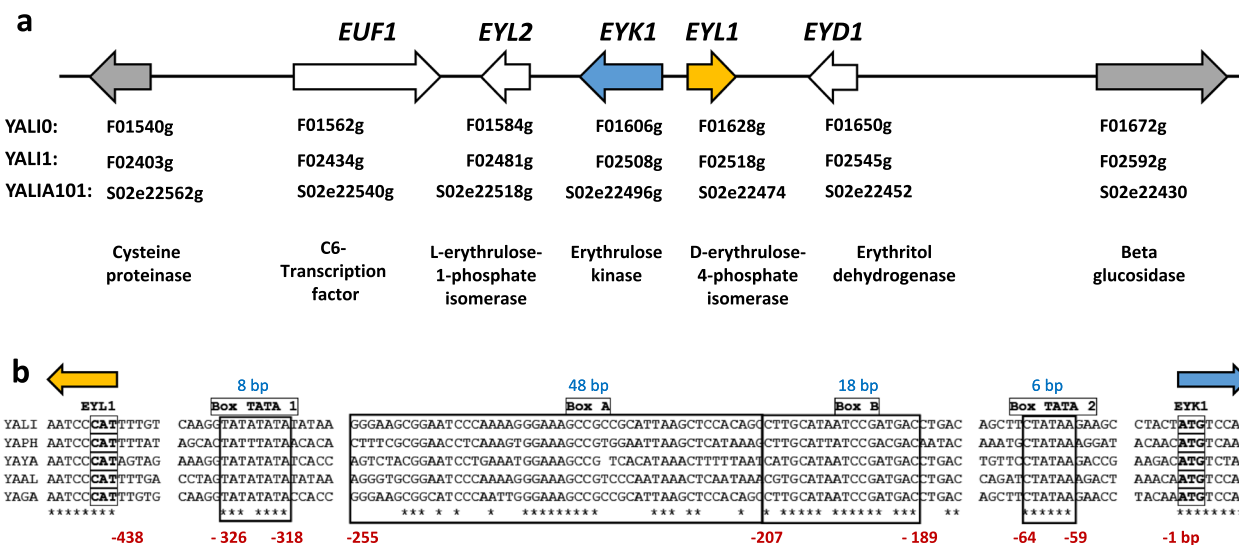 a
EUF1 EYL2 EYK1 EYL1 EYD1
YALI0: F01540g F01562g F01584g F01606g F01628g F01650g F01672g
YALI1: F02403g F02434g F02481g F02508g F02518g F02545g F02592g
YALIA101: S02e22562g S02e22540g S02e22518g S02e22496g S02e22474 S02e22452 S02e22430
Cysteine proteinase
C6-Transcription factor
L-erythrulose-1-phosphate isomerase
Erythrulose kinase
D-erythrulose-4-phosphate isomerase
Erythritol dehydrogenase
Beta glucosidase
b
8 bp 48 bp 18 bp 6 bp
EYL1 Box TATA 1 Box A Box B Box TATA 2 EYK1
YALI AATCCCATTTTGT CAAGGTATATATATATAA GGGAAGCGGAATCCCAAAAGGGAAAGCCGCCGCATTAAGCTCCACAGCCTTGCATAATCCGATGACCTGAC AGCTTCTATAAGAAGC CTACTATGTCCA
YAPH AATCCCATTTTAT AGCACTATTTATAACACA CTTTCGCGGAACCTCAAAGTGGAAAGCCGCTGCATTAAGCTCCATAGGCTTGCATTATCCGATGACGACAATAC AAATGCTATAAAGGAT ACAACATGTCAA
YAYA AATCCCATAGTAG AAAGGTATATATATCACC AGTCTACGGAATCCTGAAATGGAAAGCCG TCACATAAACTTTTTAATCATGCATAATCCGATGACCTGAC TGTTCCTATAAGACCG AAGACATGTCTA
YAAL AATCCCATTTTGA CCTAGTATATATACCACC AGGGTGCGGAATCCCAAAAAGGAAAGCCGTCCCAATAAACTCAATAAACGTGCATAATCCGATGACCTGAC CAGATCTATAAAGACT AAACAATGTCCA
YAGA AATCCCATTTGTG CAAGGTATATATACCACC GGGAAGCGGCATCCCAATTGGGAAAGCCGCCGCATTAAGCTCCACAGCCTTGCATAATCCGATGACCTGAC AGCTTCTATAAGAACC TACAAATGTCCA
-438 - 326 -318 -255 -207 - 189 -64 -59 -1 bp